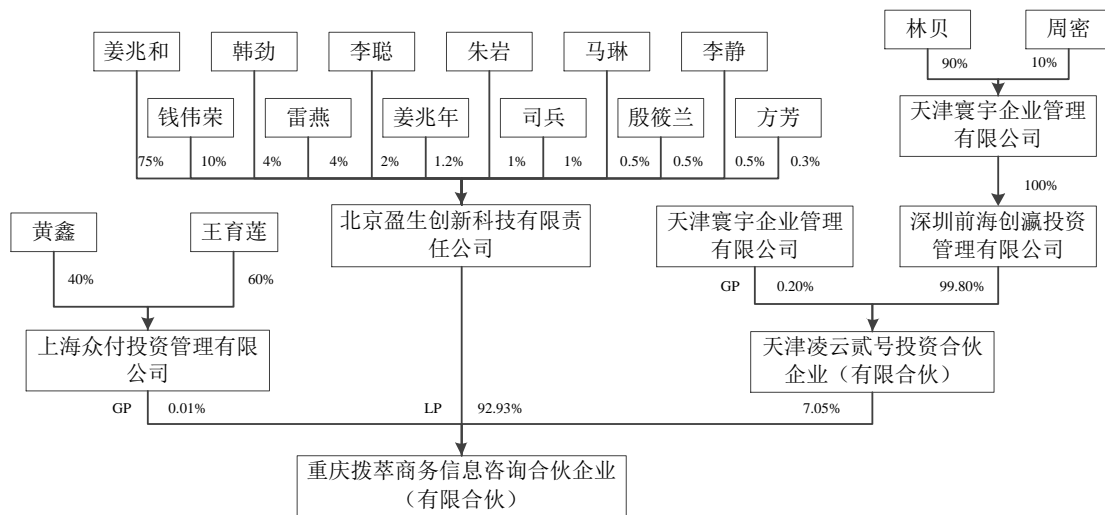 林贝
周密
姜兆和
韩劲
李聪
朱岩
马琳
李静
90%
10%
钱伟荣
雷燕
姜兆年
司兵
殷筱兰
方芳
天津寰宇企业管理
有限公司
75%
10%
4%
4%
2%
1.2%
1%
1%
0.5%
0.5%
0.5%
0.3%
100%
黄鑫
王育莲
北京盈生创新科技有限责
任公司
天津寰宇企业管理
有限公司
深圳前海创瀛投资
管理有限公司
40%
60%
GP
0.20%
99.80%
上海众付投资管理有限
公司
天津凌云贰号投资合伙
企业（有限合伙）
GP
0.01%
LP
92.93%
7.05%
重庆拨萃商务信息咨询合伙企业
（有限合伙）